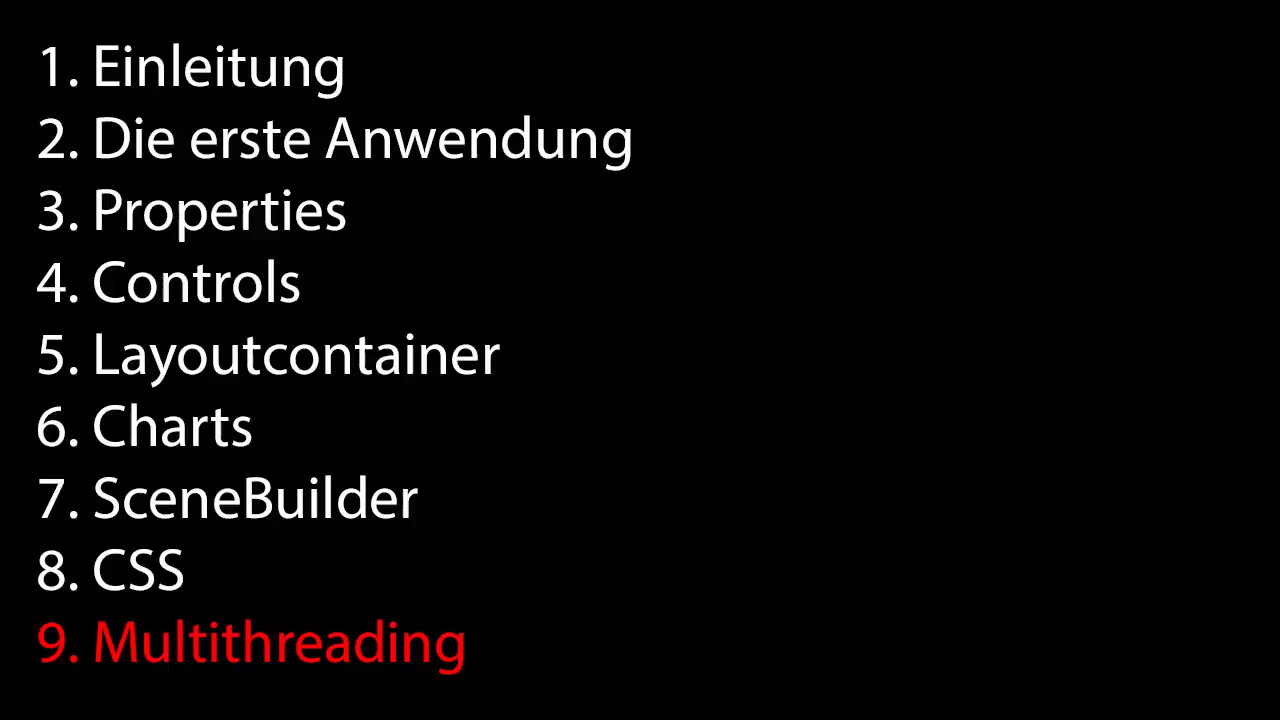 1. Einleitung
2. Die erste Anwendung
3. Properties
4. Controls
5. Layoutcontainer
6. Charts
7. SceneBuilder
8. CSS
9. Multithreading